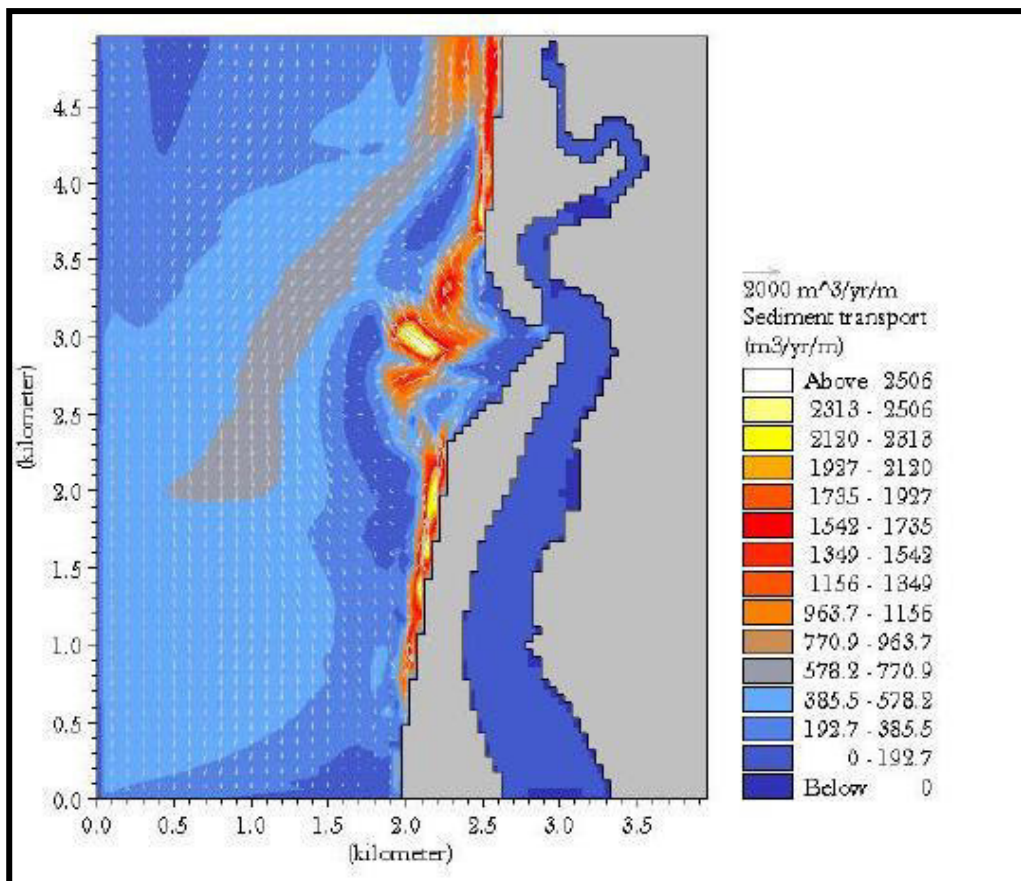 4.5
4.0
3.5
3.0
2.5
2.0
1.5
1.0
0.5
0.0
(kilometer)
0.0 0.5 1.0 1.5 2.0 2.5 3.0 3.5
(kilometer)
2000 m^3/yr/m
Sediment transport
(m3/yr/m)
Above 2506
2313 - 2506
2120 - 2313
1927 - 2120
1735 - 1927
1542 - 1735
1349 - 1542
1156 - 1349
963.7 - 1156
770.9 - 963.7
578.2 - 770.9
385.5 - 578.2
192.7 - 385.5
0 - 192.7
Below 0